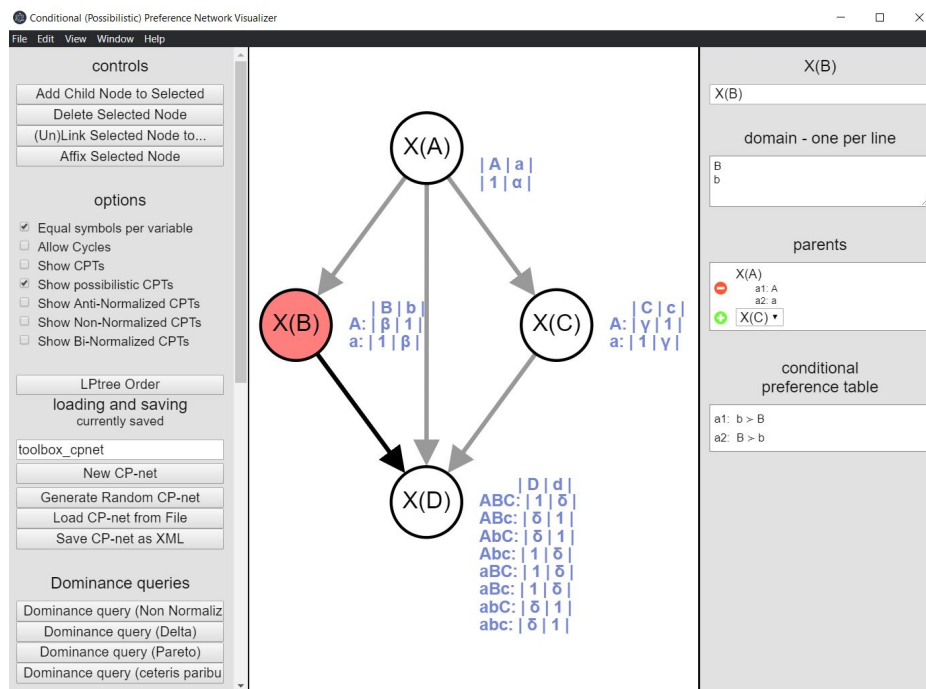 Conditional (Possibilistic) Preference Network Visualizer
File Edit View Window Help
controls
Add Child Node to Selected
Delete Selected Node
(Un)Link Selected Node to...
Affix Selected Node
options
Equal symbols per variable
Allow Cycles
Show CPTs
Show possibilistic CPTs
Show Anti-Normalized CPTs
Show Non-Normalized CPTs
Show Bi-Normalized CPTs
LPtree Order
loading and saving
currently saved
toolbox_cpnet
New CP-net
Generate Random CP-net
Load CP-net from File
Save CP-net as XML
Dominance queries
Dominance query (Non Normaliz
Dominance query (Delta)
Dominance query (Pareto)
Dominance query (ceteris paribu
X(A)
| A | a |
| 1 | α |
X(B)
| B | b |
A: | β | 1 |
a: | 1 | β |
X(C)
| C | c |
A: | γ | 1 |
a: | 1 | γ |
X(D)
| D | d |
ABC: | 1 | δ |
ABc: | δ | 1 |
AbC: | δ | 1 |
Abc: | 1 | δ |
aBC: | 1 | δ |
aBc: | 1 | δ |
abC: | δ | 1 |
abc: | δ | 1 |
X(B)
X(B)
domain - one per line
B
b
parents
X(A)
a1: A
a2: a
X(C)
conditional
preference table
a1: b > B
a2: B > b